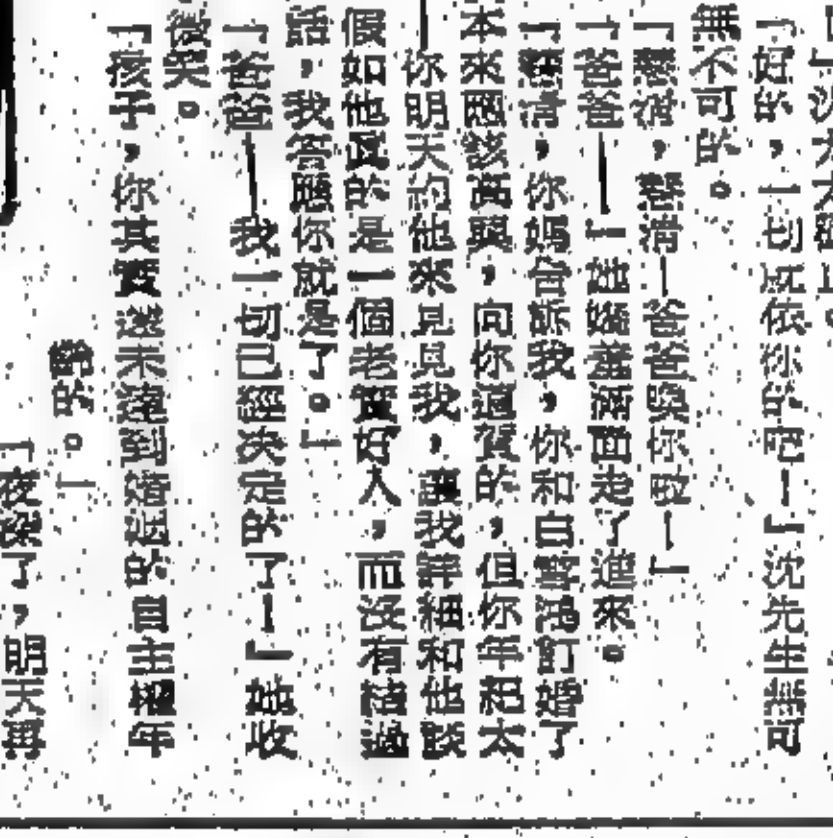 「好的，一切就依你的吧！」沈先生無可
無不可的。
「慧清，慧清！爸爸喚你啦！」
「爸爸——」她嬌羞滿面走了進來。
「慧清，你媽告訴我，你和白雪鴻訂婚了
本來應該高興，向你道賀的，但你年紀太
——你明天約他來見見我，讓我詳細和他談
假如他真的是一個老實好人，而沒有結過
話，我答應你就是了。」
「爸爸——我一切已經決定的了！」她收
微笑。
「孩子，你其實還未達到婚姻的自主權年
的。」
「夜深了，明天再